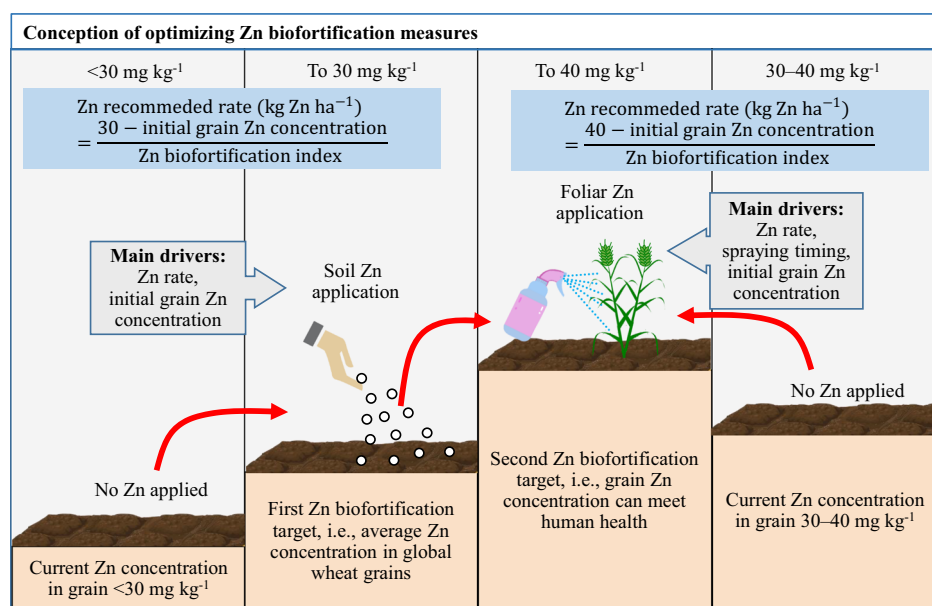 Conception of optimizing Zn biofortification measures
<30 mg kg⁻¹
To 30 mg kg⁻¹
To 40 mg kg⁻¹
30–40 mg kg⁻¹
Zn recommeded rate (kg Zn ha⁻¹)
= 30 − initial grain Zn concentration
Zn biofortification index
Zn recommeded rate (kg Zn ha⁻¹)
= 40 − initial grain Zn concentration
Zn biofortification index
Main drivers:
Zn rate,
initial grain Zn
concentration
Soil Zn
application
Foliar Zn
application
Main drivers:
Zn rate,
spraying timing,
initial grain Zn
concentration
No Zn applied
No Zn applied
Current Zn concentration
in grain <30 mg kg⁻¹
First Zn biofortification
target, i.e., average Zn
concentration in global
wheat grains
Second Zn biofortification
target, i.e., grain Zn
concentration can meet
human health
Current Zn concentration
in grain 30–40 mg kg⁻¹